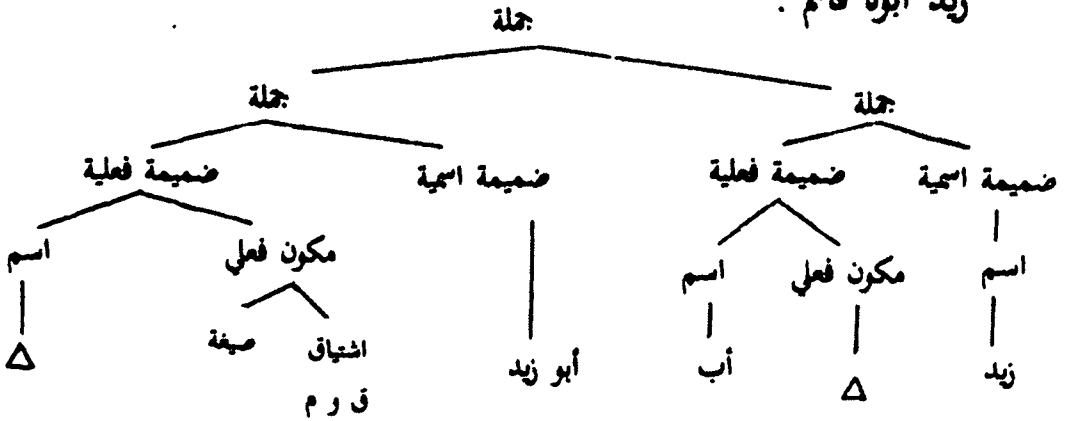 زيد أبوه قائم .
جملة
جملة جملة
ضميمة اسمية ضميمة فعلية ضميمة اسمية ضميمة فعلية
اسم مكون فعلي اسم مكون فعلي اسم
زيد △ أب أبو زيد اشتياق صيغة △
ق و م